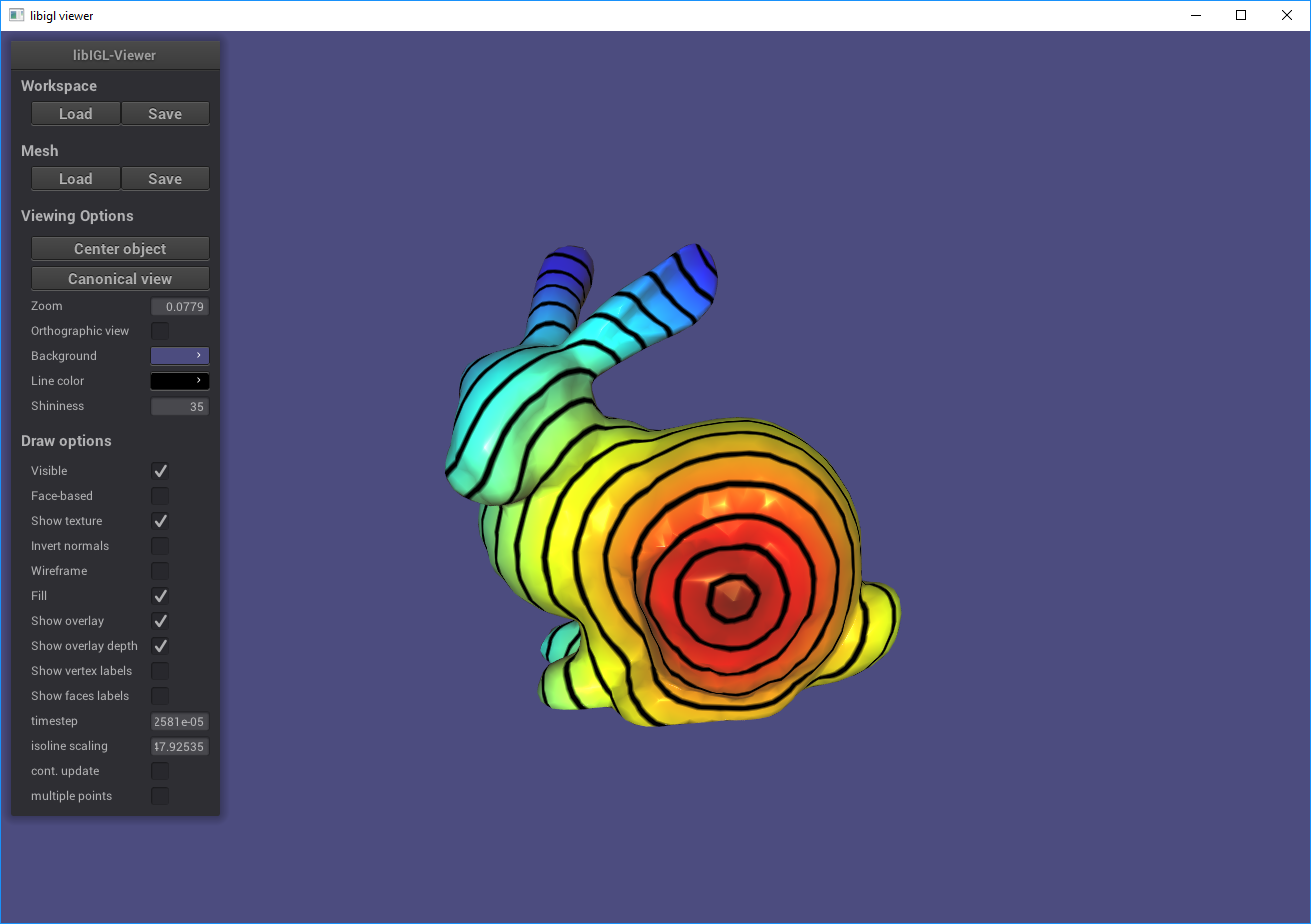 libigl viewer
libIGL-Viewer
Workspace
Load Save
Mesh
Load Save
Viewing Options
Center object
Canonical view
Zoom 0.0779
Orthographic view
Background
Line color
Shininess 35
Draw options
Visible
Face-based
Show texture
Invert normals
Wireframe
Fill
Show overlay
Show overlay depth
Show vertex labels
Show faces labels
timestep 2581e-05
isoline scaling 7.92535
cont. update
multiple points